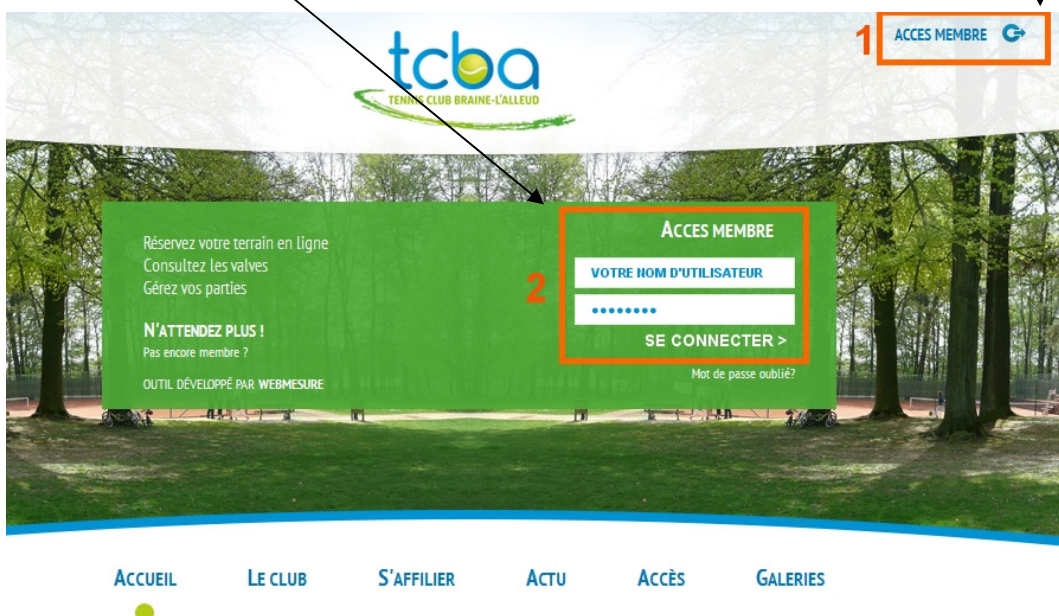 1
ACCES MEMBRE
tcba
TENNIS CLUB BRAINE-L'ALLEUD
Réservez votre terrain en ligne
Consultez les valves
Gérez vos parties
N'ATTENDEZ PLUS !
Pas encore membre ?
OUTIL DÉVELOPPÉ PAR WEBMESURE
2
ACCES MEMBRE
VOTRE NOM D'UTILISATEUR
••••••••
SE CONNECTER >
Mot de passe oublié?
ACCUEIL LE CLUB S'AFFILIER ACTU ACCÈS GALERIES